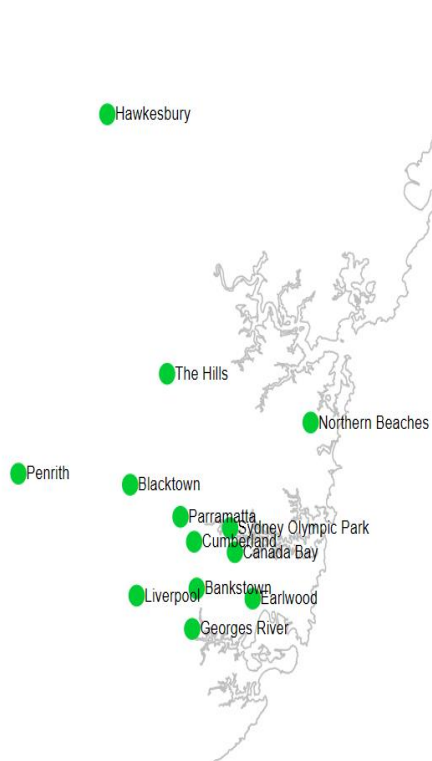 Hawkesbury
The Hills
Northern Beaches
Penrith
Blacktown
Parramatta
Sydney Olympic Park
Cumberland
Canada Bay
Bankstown
Liverpool
Earlwood
Georges River